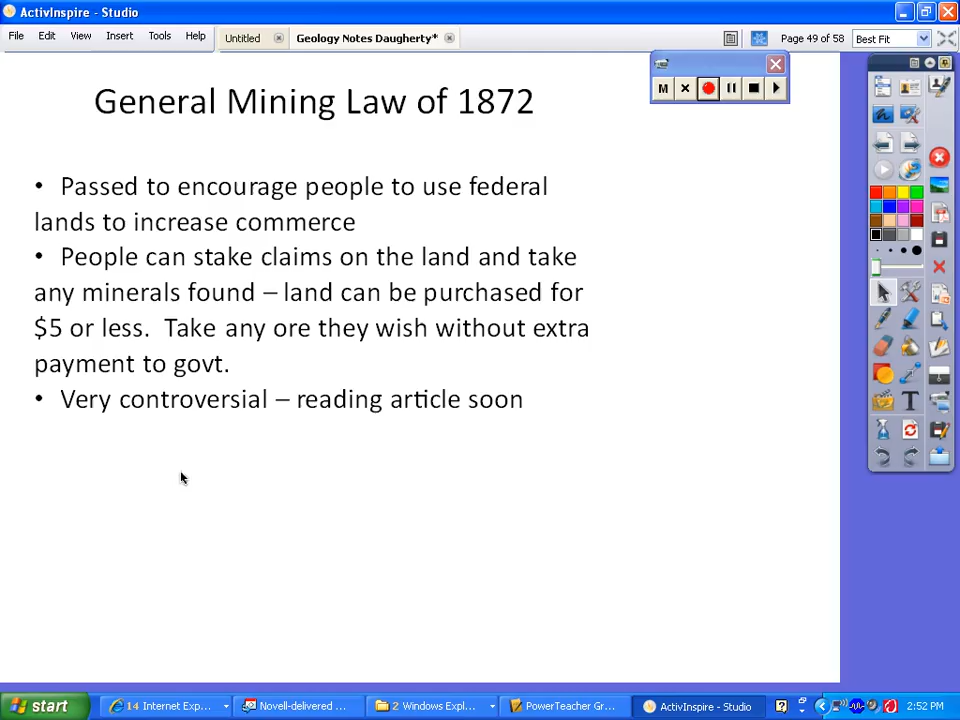 ActivInspire - Studio
File Edit View Insert Tools Help Untitled Geology Notes Daugherty* Page 49 of 58 Best Fit
M
General Mining Law of 1872
• Passed to encourage people to use federal
lands to increase commerce
• People can stake claims on the land and take
any minerals found – land can be purchased for
$5 or less. Take any ore they wish without extra
payment to govt.
• Very controversial – reading article soon
T
start 14 Internet Exp... Novell-delivered ... 2 Windows Expl... PowerTeacher Gr... ActivInspire - Studio 2:52 PM